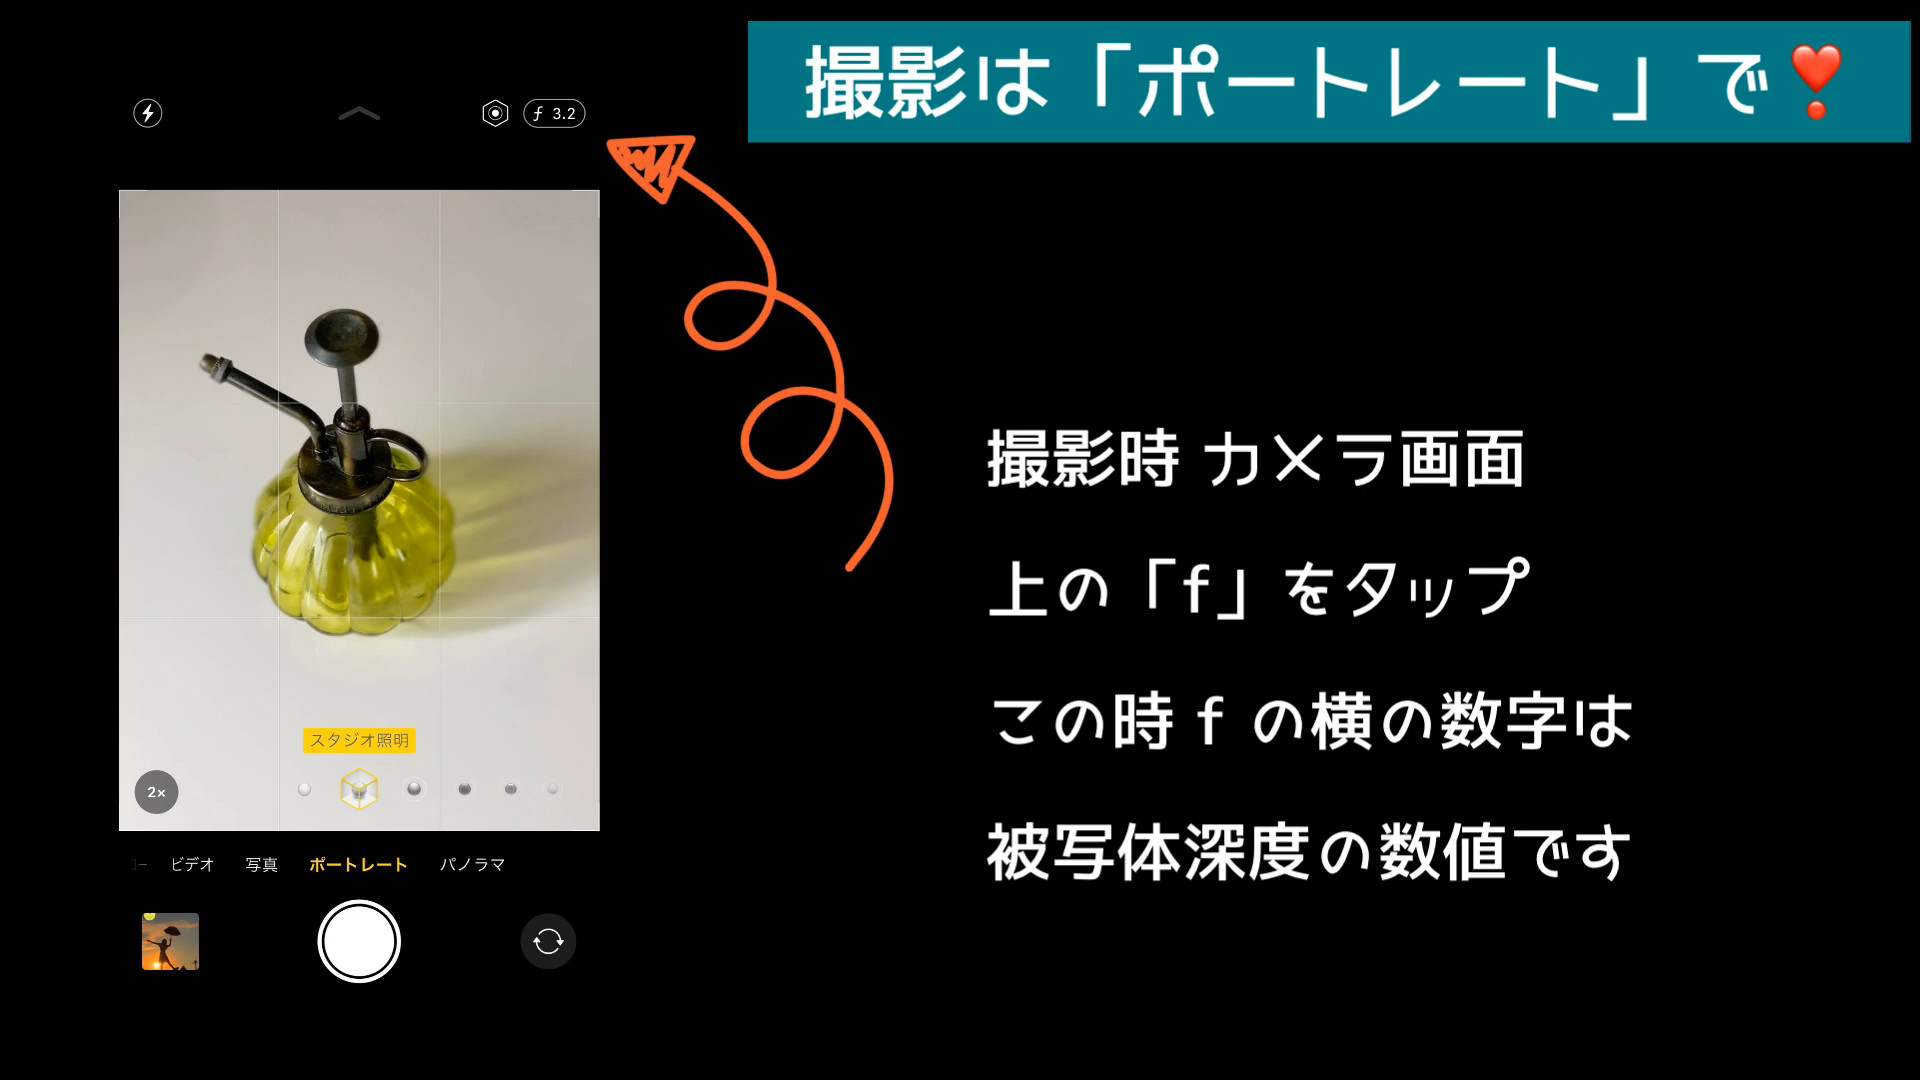 撮影は「ポートレート」で❣️
f 3.2
撮影時 カメラ画面
上の「f」をタップ
この時 f の横の数字は
被写体深度の数値です
スタジオ照明
2×
ビデオ 写真 ポートレート パノラマ